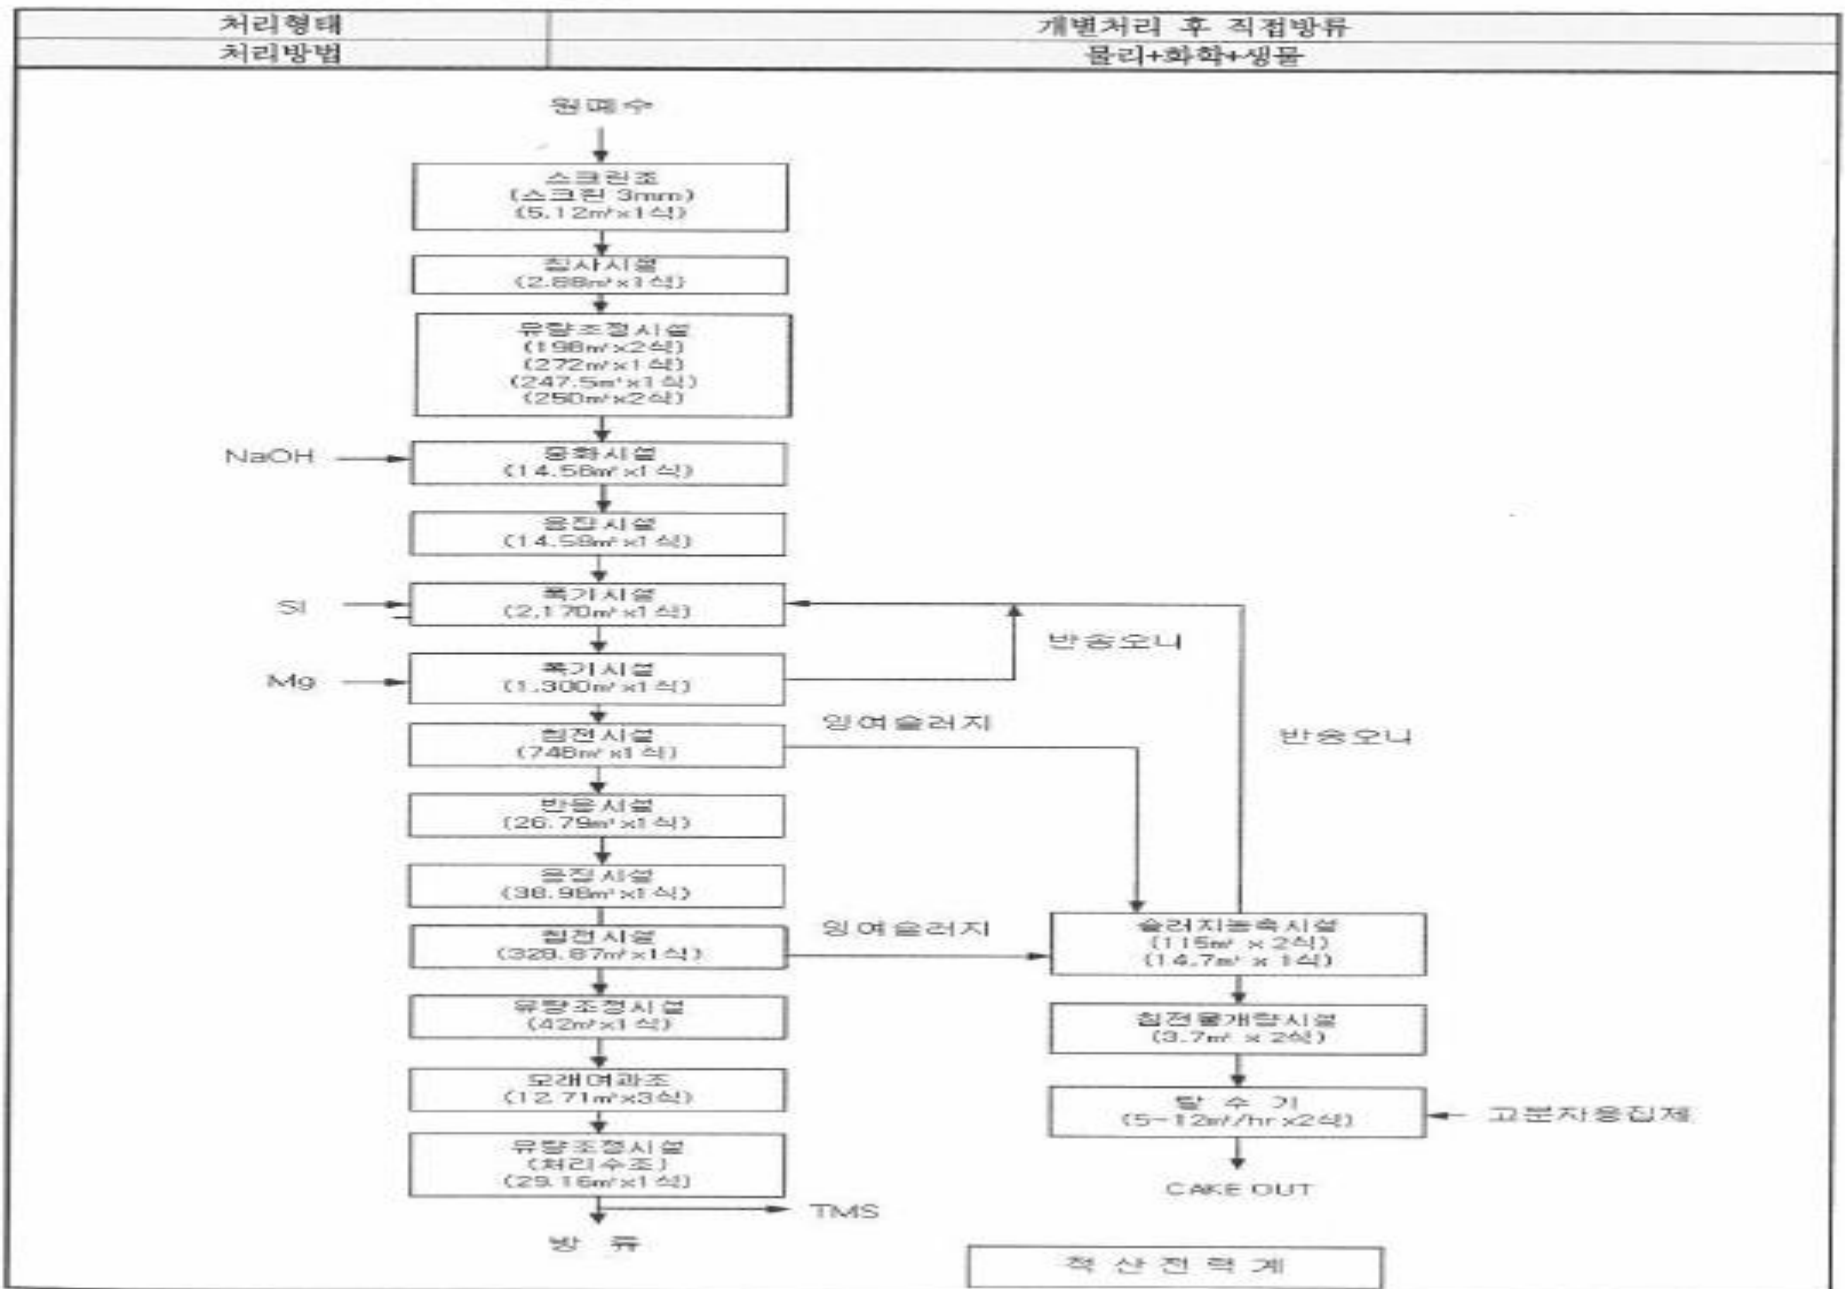 처리형태 개별처리 후 직접방류
처리방법 물리+화학+생물
원폐수
스크린조
(스크린 3mm)
(5.12㎥x1식)
침사시설
(2.88㎥x1식)
유량조정시설
(198㎥x2식)
(272㎥x1식)
(247.5㎥x1식)
(250㎥x2식)
NaOH
중화시설
(14.58㎥x1식)
응집시설
(14.58㎥x1식)
SI
폭기시설
(2,170㎥x1식)
반송오니
Mg
폭기시설
(1,300㎥x1식)
잉여슬러지
침전시설
(748㎥x1식)
반송오니
반응시설
(26.79㎥x1식)
응집시설
(38.98㎥x1식)
잉여슬러지
침전시설
(329.87㎥x1식)
슬러지농축시설
(115㎥ x 2식)
(14.7㎥ x 1식)
유량조정시설
(42㎥x1식)
침전물개량시설
(3.7㎥ x 2식)
모래여과조
(12.71㎥x3식)
탈 수 기
(5~12㎥/hr x2식)
고분자응집제
유량조정시설
(처리수조)
(29.16㎥x1식)
CAKE OUT
TMS
방 류
적 산 전 력 계